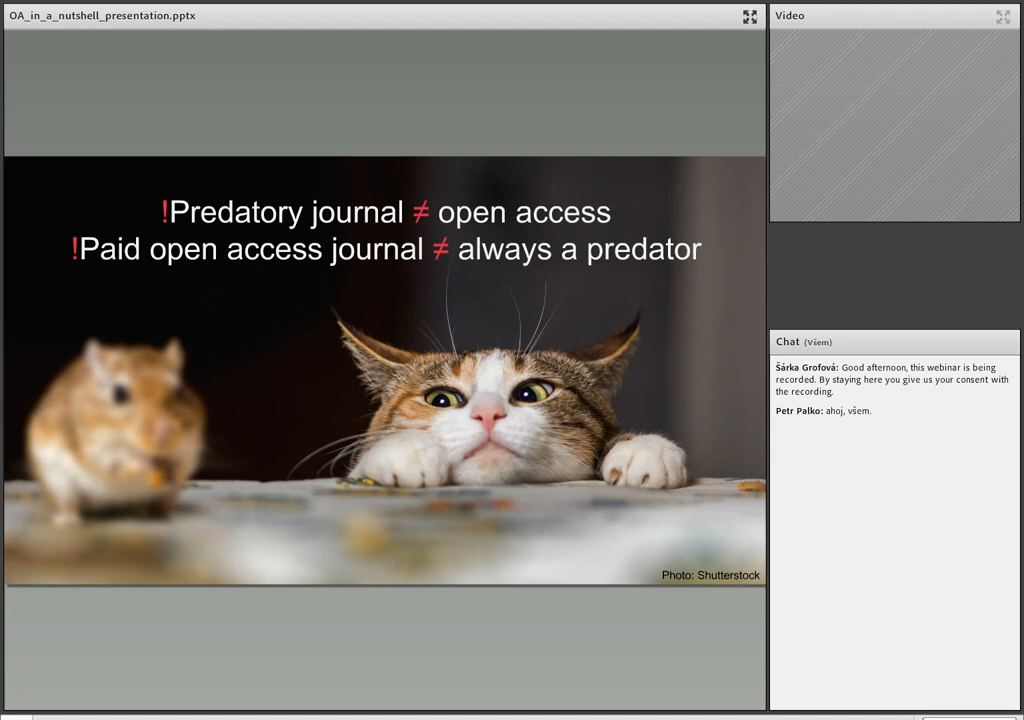 OA_in_a_nutshell_presentation.pptx
!Predatory journal ≠ open access
!Paid open access journal ≠ always a predator
Photo: Shutterstock
Video
Chat (Všem)
Šárka Grofová: Good afternoon, this webinar is being
recorded. By staying here you give us your consent with
the recording.
Petr Palko: ahoj, všem.